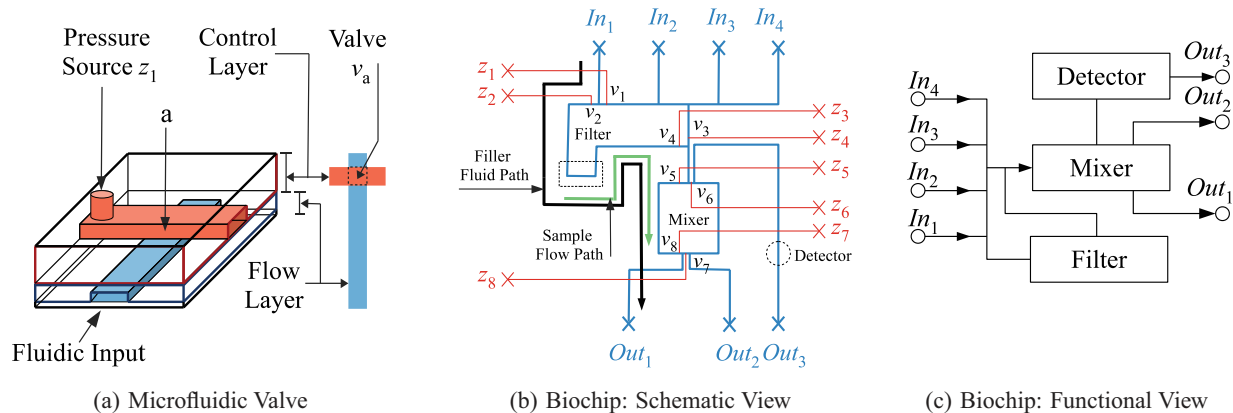 Pressure
Source z1
Control
Layer
Valve
va
a
Flow
Layer
Fluidic Input
(a) Microfluidic Valve
In1
In2
In3
In4
z1
z2
v1
v2
Filter
v3
v4
z3
z4
Filler
Fluid Path
v5
z5
v6
z6
Mixer
z7
Sample
Flow Path
v8
v7
Detector
z8
Out1
Out2
Out3
(b) Biochip: Schematic View
Detector
Out3
In4
Out2
In3
Mixer
In2
Out1
In1
Filter
(c) Biochip: Functional View